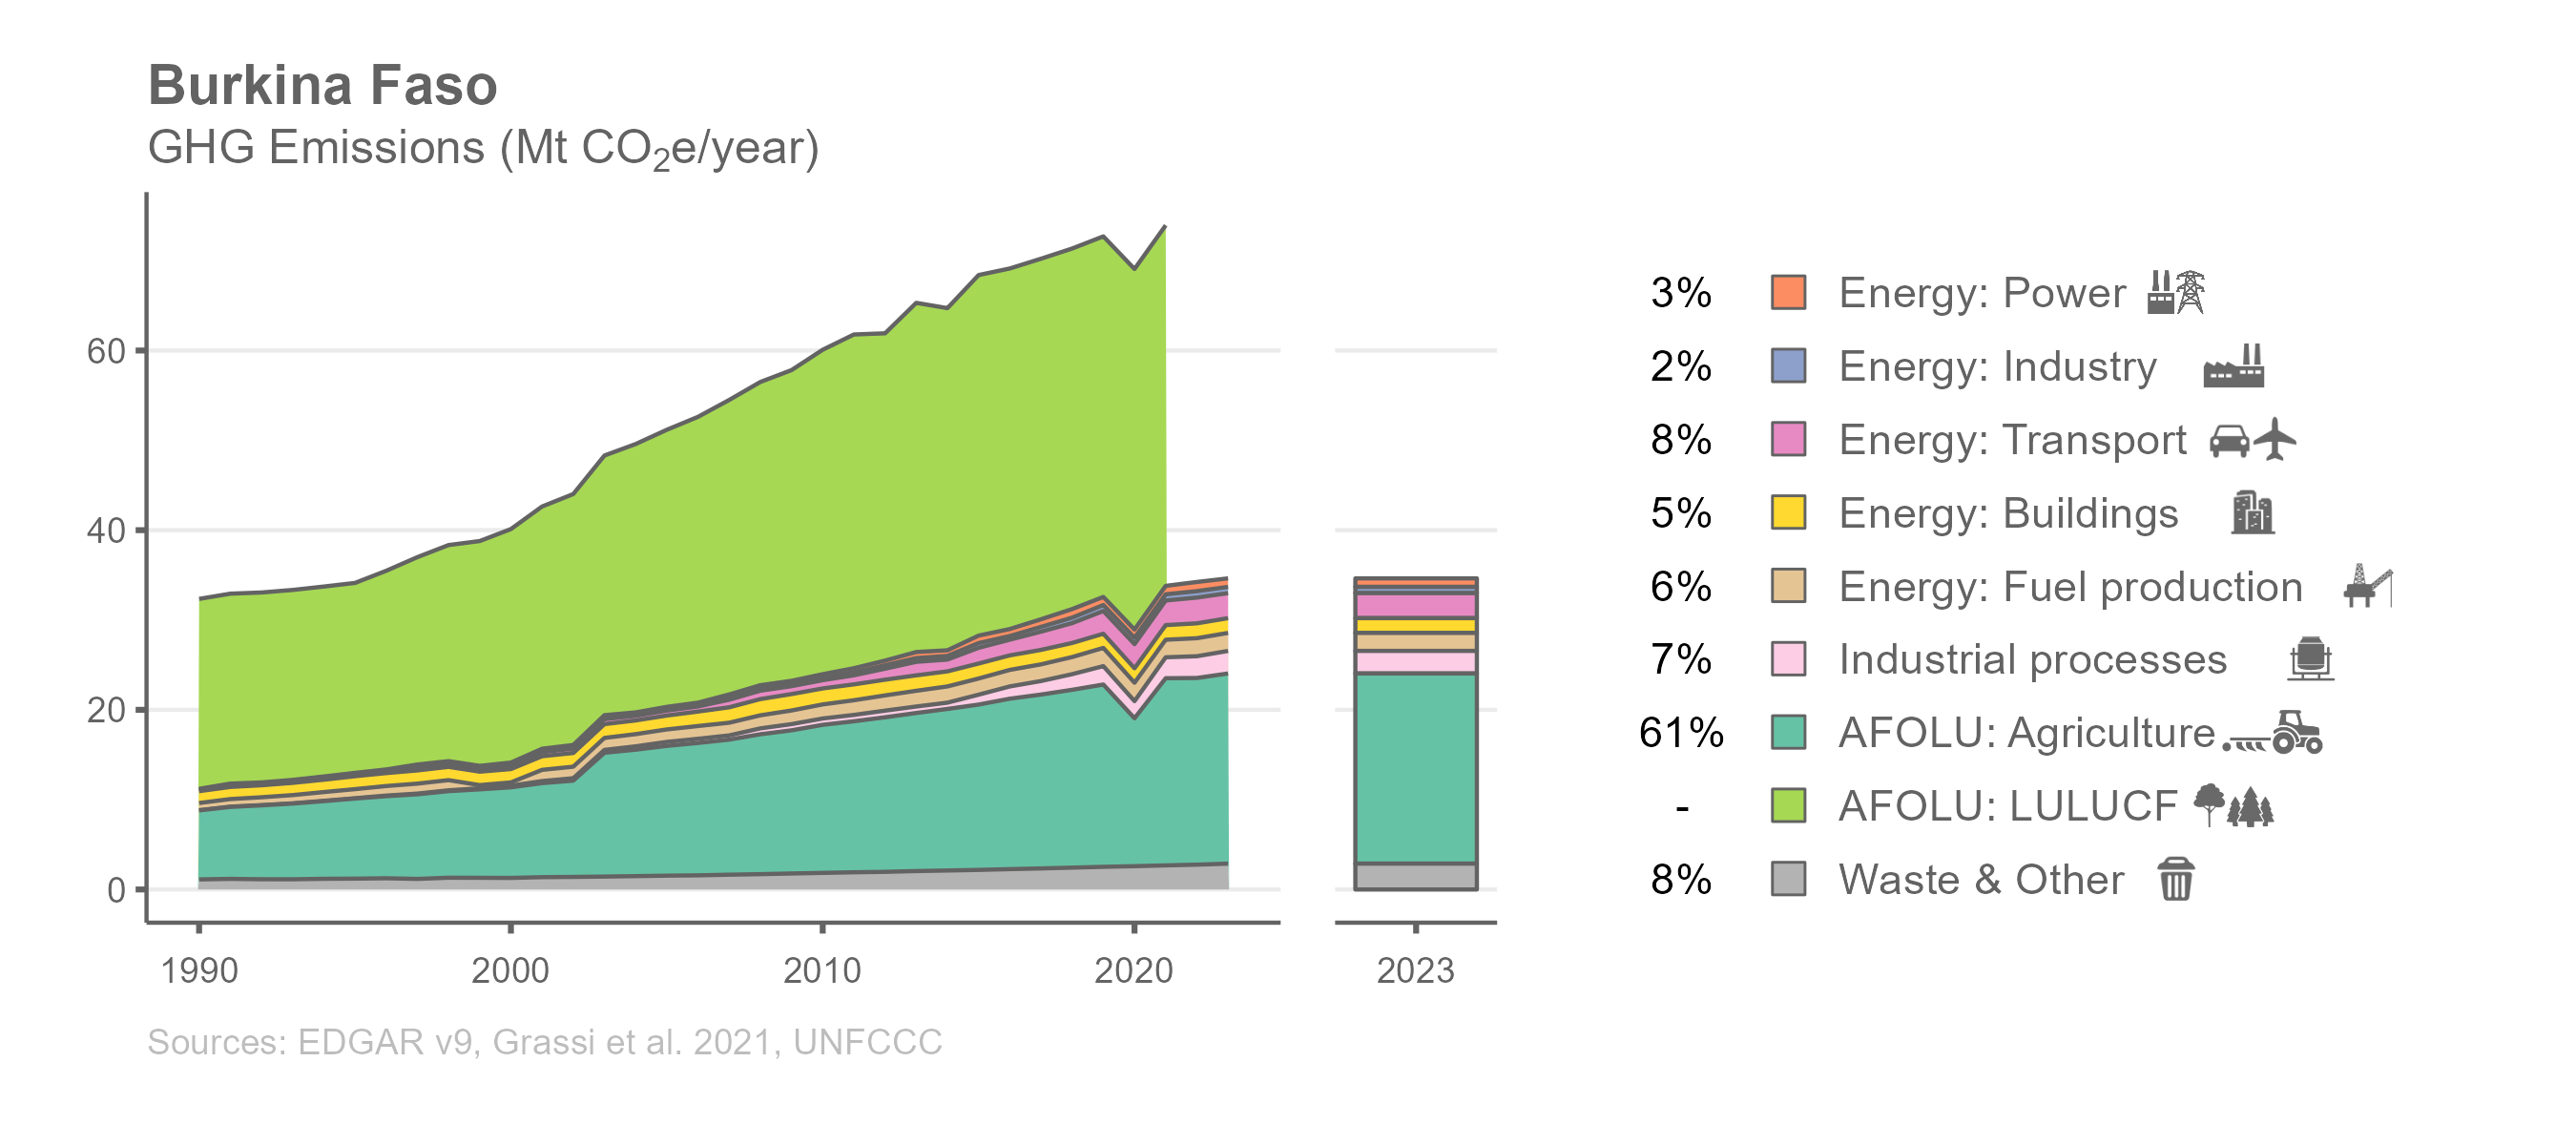 Burkina Faso
GHG Emissions (Mt CO₂e/year)
60
40
20
0
1990 2000 2010 2020 2023
3% Energy: Power
2% Energy: Industry
8% Energy: Transport
5% Energy: Buildings
6% Energy: Fuel production
7% Industrial processes
61% AFOLU: Agriculture
- AFOLU: LULUCF
8% Waste & Other
Sources: EDGAR v9, Grassi et al. 2021, UNFCCC